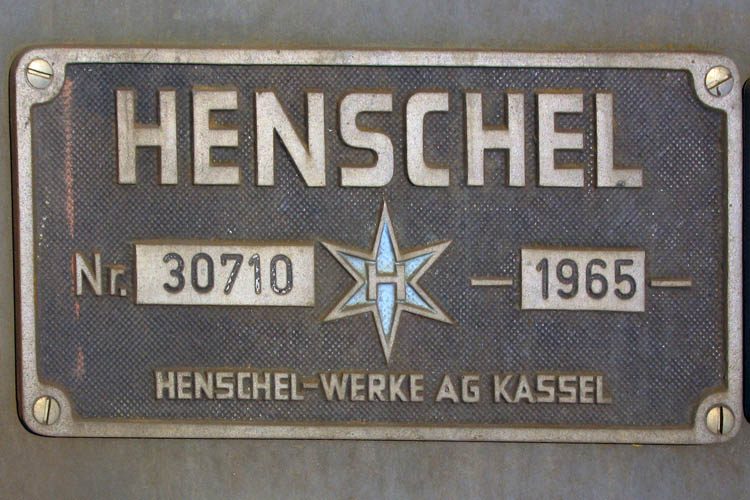 HENSCHEL
Nr. 30710 H — 1965 —
HENSCHEL-WERKE AG KASSEL